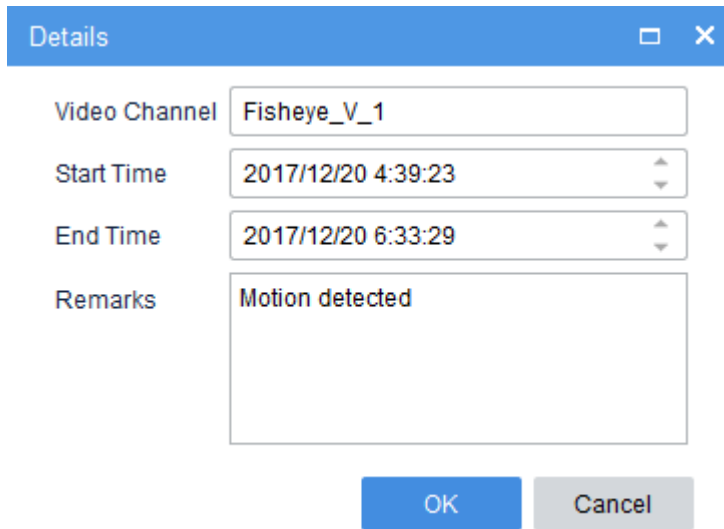 Details
Video Channel Fisheye_V_1
Start Time 2017/12/20 4:39:23
End Time 2017/12/20 6:33:29
Remarks Motion detected
OK Cancel